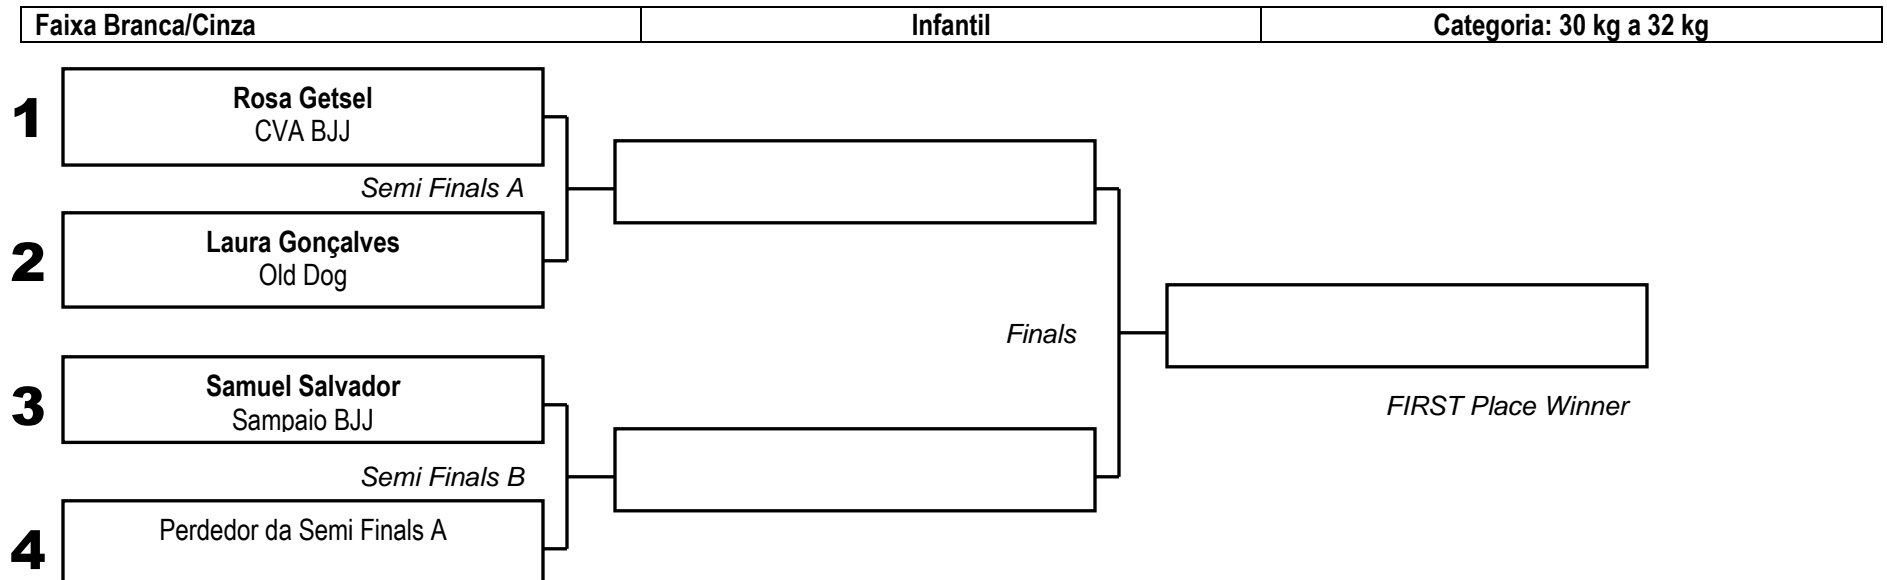 Faixa Branca/Cinza
Infantil
Categoria: 30 kg a 32 kg
1
Rosa Getsel
CVA BJJ
Semi Finals A
2
Laura Gonçalves
Old Dog
Finals
FIRST Place Winner
3
Samuel Salvador
Sampaio BJJ
Semi Finals B
4
Perdedor da Semi Finals A